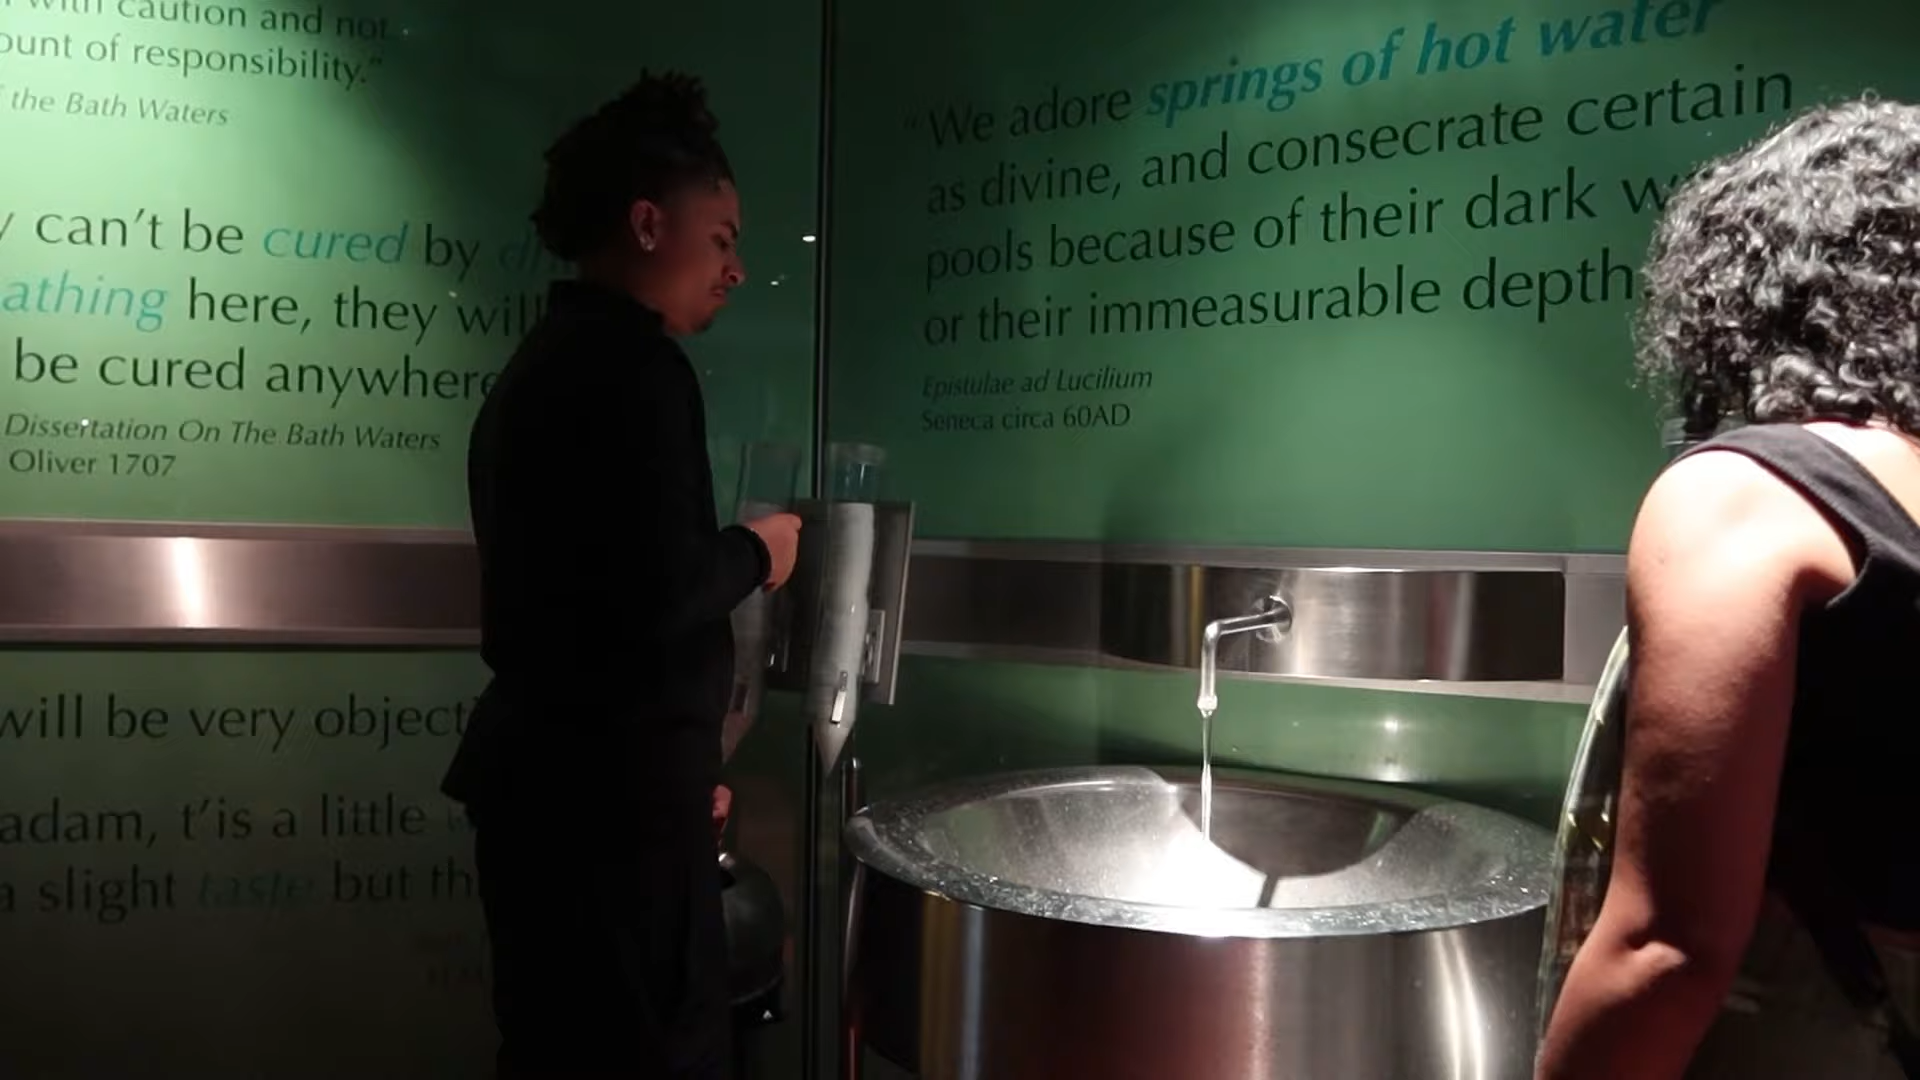 with caution and not
ount of responsibility.”
the Bath Waters
can’t be cured by
athing here, they will
be cured anywhere
Dissertation On The Bath Waters
Oliver 1707
will be very object
adam, t’is a little
a slight taste but th
“We adore springs of hot water
as divine, and consecrate certain
pools because of their dark w
or their immeasurable depth
Epistulae ad Lucilium
Seneca circa 60AD